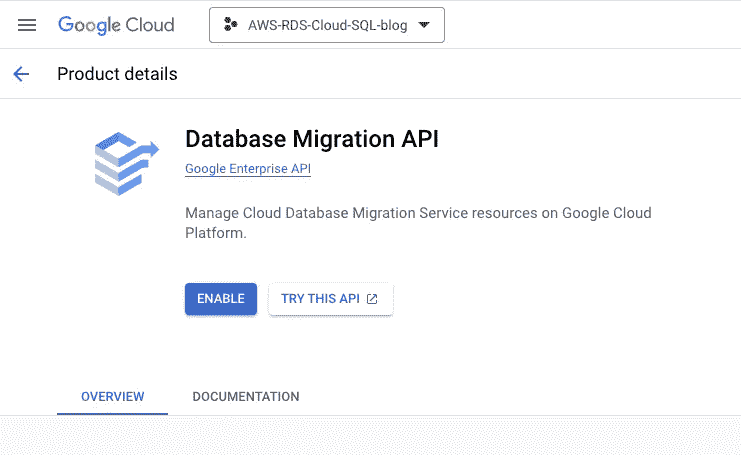 Google Cloud
AWS-RDS-Cloud-SQL-blog
Product details
Database Migration API
Google Enterprise API
Manage Cloud Database Migration Service resources on Google Cloud
Platform.
ENABLE
TRY THIS API
OVERVIEW
DOCUMENTATION